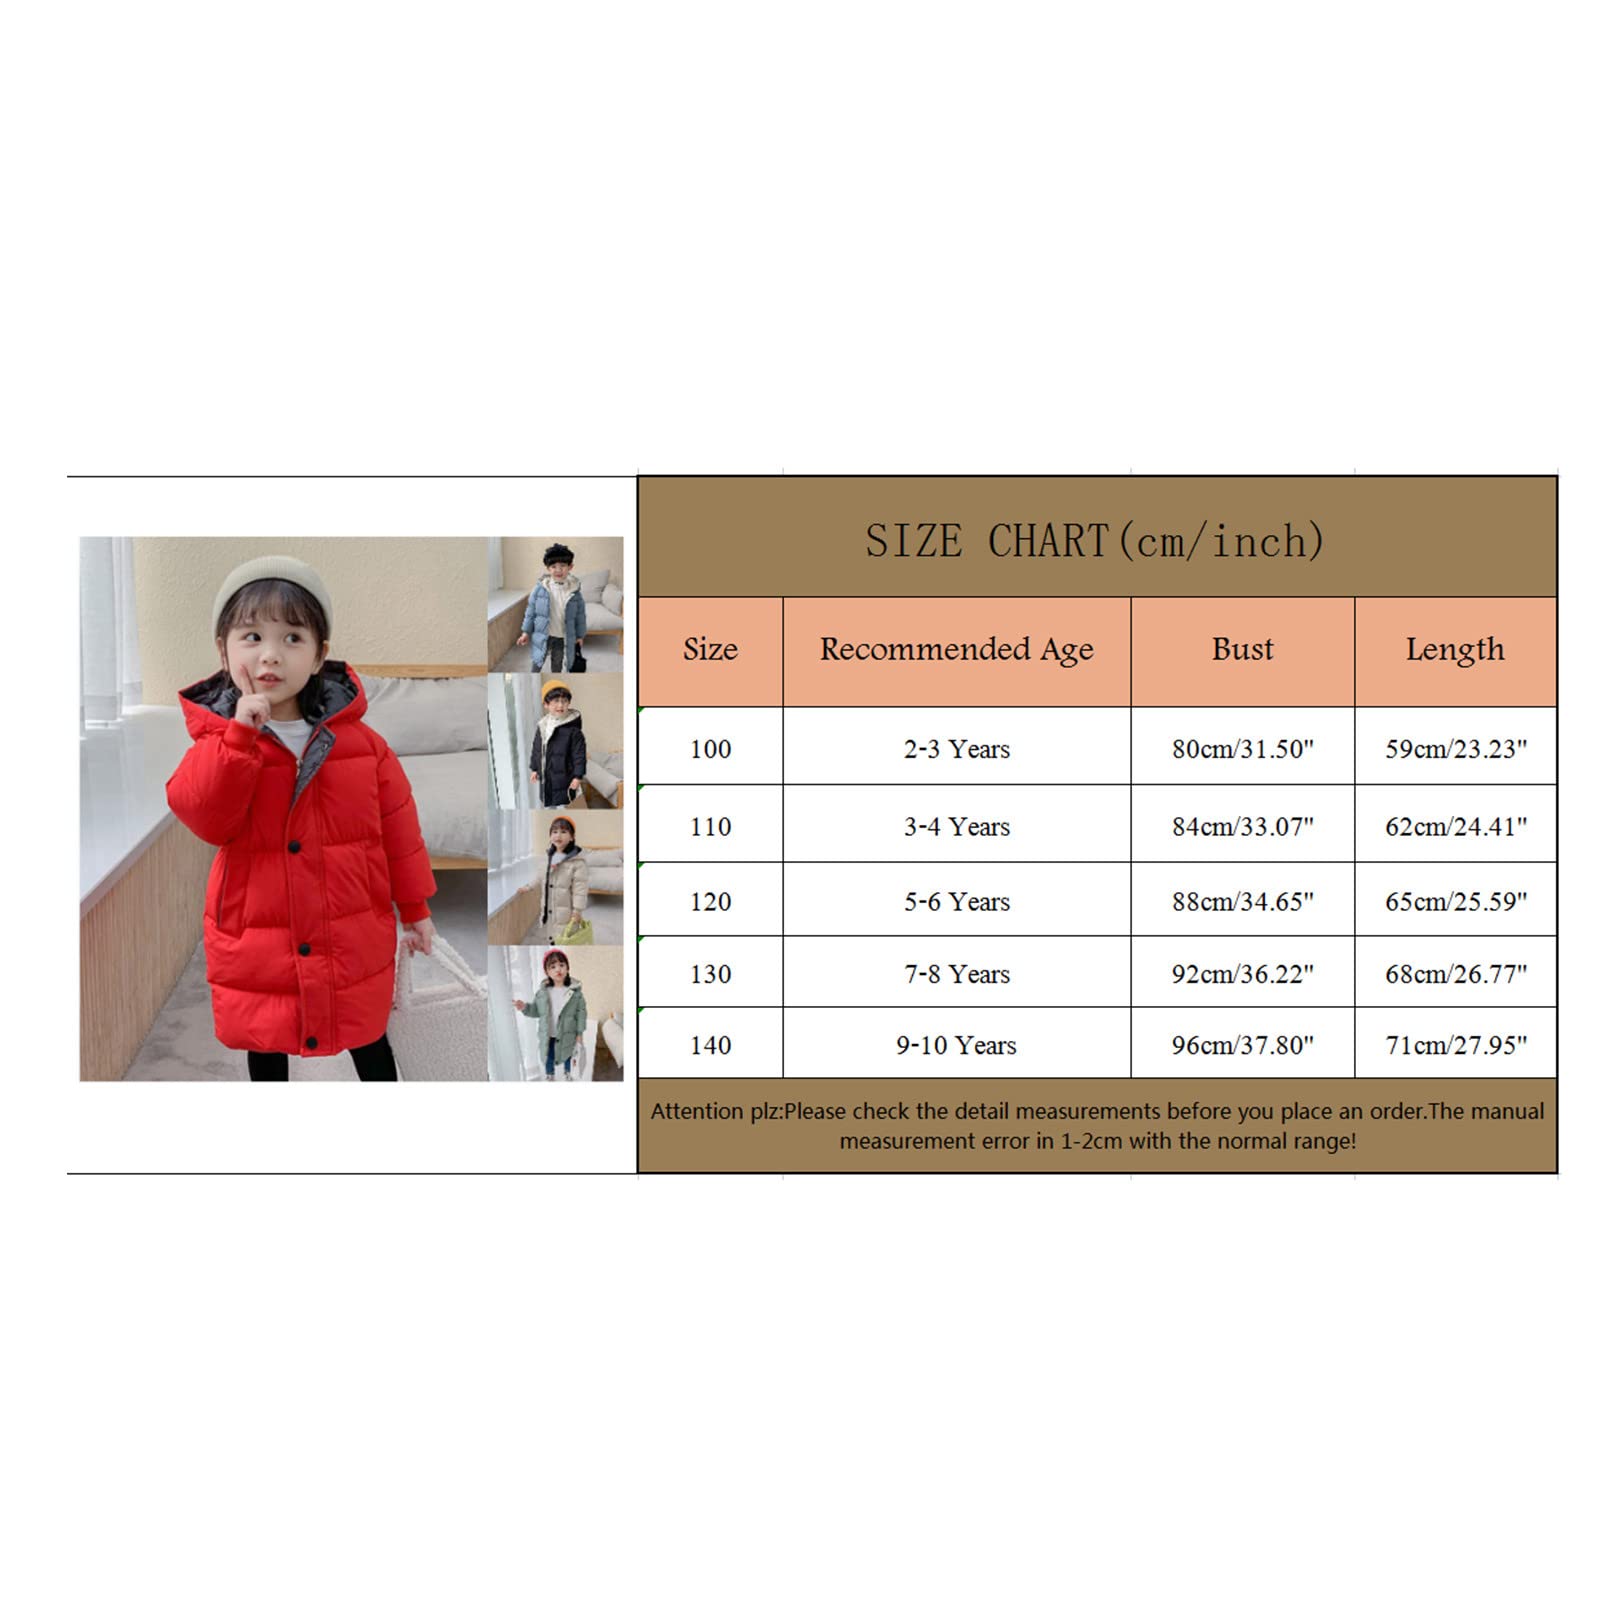 SIZE CHART(cm/inch)
Size Recommended Age Bust Length
100 2-3 Years 80cm/31.50" 59cm/23.23"
110 3-4 Years 84cm/33.07" 62cm/24.41"
120 5-6 Years 88cm/34.65" 65cm/25.59"
130 7-8 Years 92cm/36.22" 68cm/26.77"
140 9-10 Years 96cm/37.80" 71cm/27.95"
Attention plz:Please check the detail measurements before you place an order.The manual
measurement error in 1-2cm with the normal range!